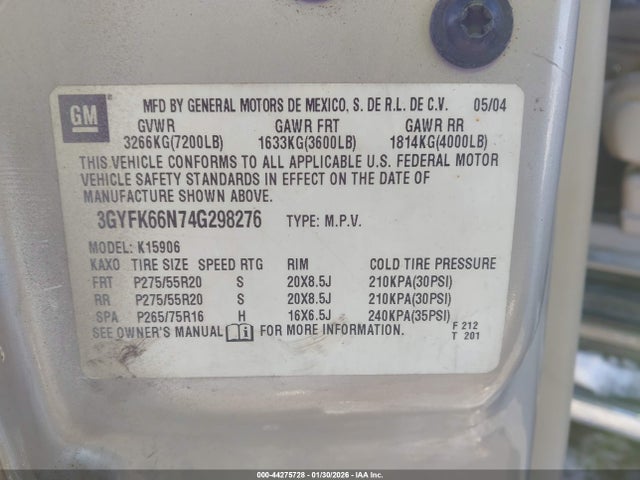 GM
MFD BY GENERAL MOTORS DE MEXICO, S. DE R.L. DE C.V. 05/04
GVWR GAWR FRT GAWR RR
3266KG(7200LB) 1633KG(3600LB) 1814KG(4000LB)
THIS VEHICLE CONFORMS TO ALL APPLICABLE U.S. FEDERAL MOTOR
VEHICLE SAFETY STANDARDS IN EFFECT ON THE DATE OF
MANUFACTURE SHOWN ABOVE.
3GYFK66N74G298276 TYPE: M.P.V.
MODEL: K15906
KAXO TIRE SIZE SPEED RTG RIM COLD TIRE PRESSURE
FRT P275/55R20 S 20X8.5J 210KPA(30PSI)
RR P275/55R20 S 20X8.5J 210KPA(30PSI)
SPA P265/75R16 H 16X6.5J 240KPA(35PSI)
SEE OWNER'S MANUAL FOR MORE INFORMATION.
F 212
T 201
000-44275728 - 01/30/2026 - IAA Inc.